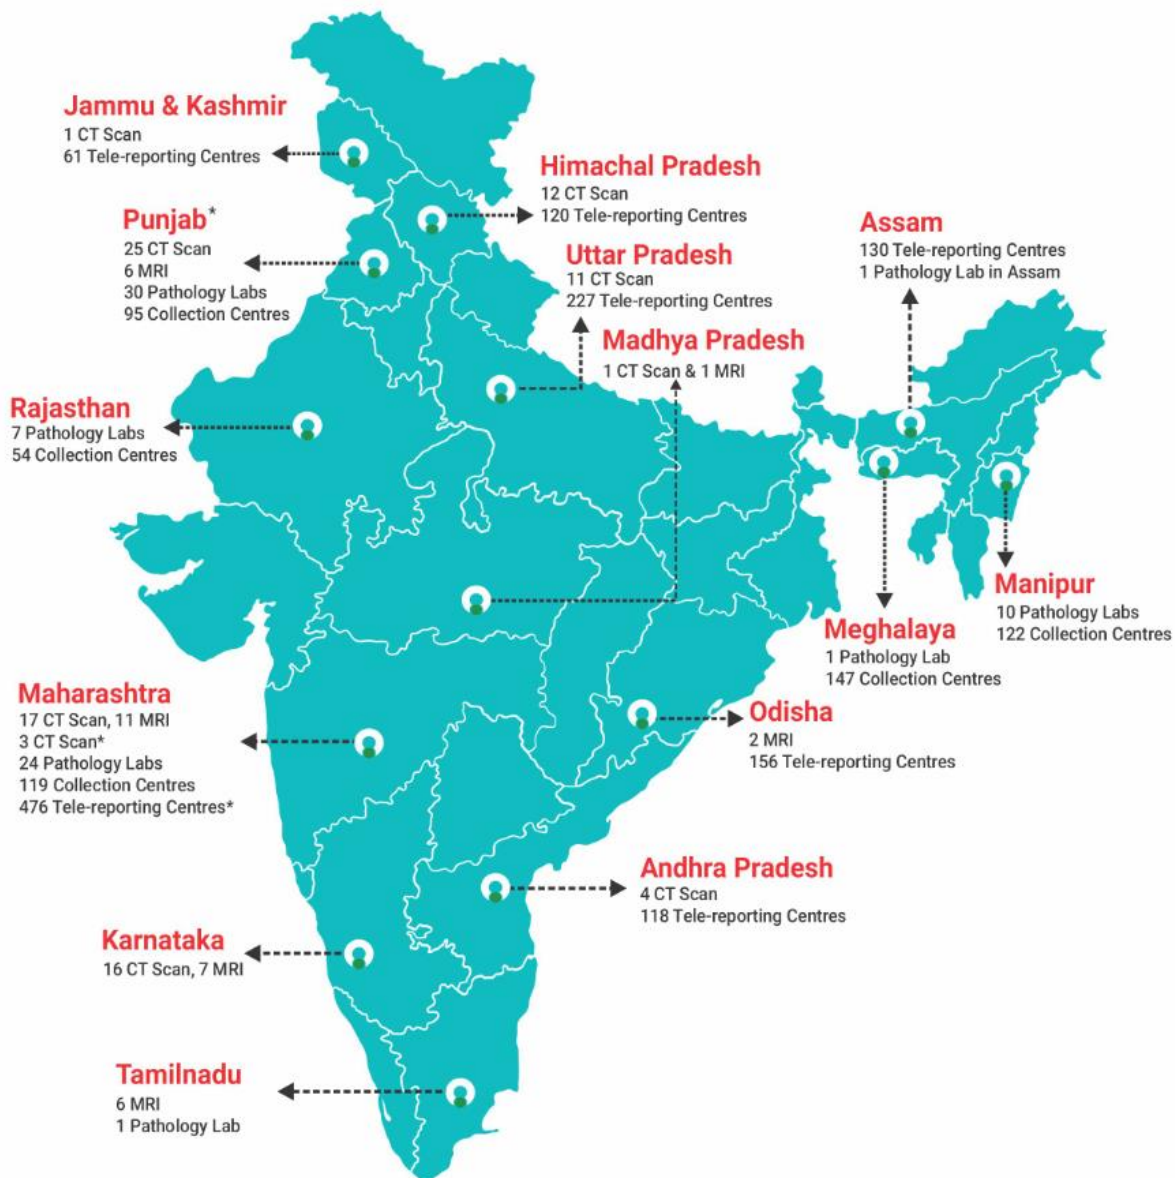 Jammu & Kashmir
1 CT Scan
61 Tele-reporting Centres
Himachal Pradesh
12 CT Scan
120 Tele-reporting Centres
Punjab*
25 CT Scan
6 MRI
30 Pathology Labs
95 Collection Centres
Uttar Pradesh
11 CT Scan
227 Tele-reporting Centres
Assam
130 Tele-reporting Centres
1 Pathology Lab in Assam
Madhya Pradesh
1 CT Scan & 1 MRI
Rajasthan
7 Pathology Labs
54 Collection Centres
Manipur
10 Pathology Labs
122 Collection Centres
Meghalaya
1 Pathology Lab
147 Collection Centres
Maharashtra
17 CT Scan, 11 MRI
3 CT Scan*
24 Pathology Labs
119 Collection Centres
476 Tele-reporting Centres*
Odisha
2 MRI
156 Tele-reporting Centres
Andhra Pradesh
4 CT Scan
118 Tele-reporting Centres
Karnataka
16 CT Scan, 7 MRI
Tamilnadu
6 MRI
1 Pathology Lab